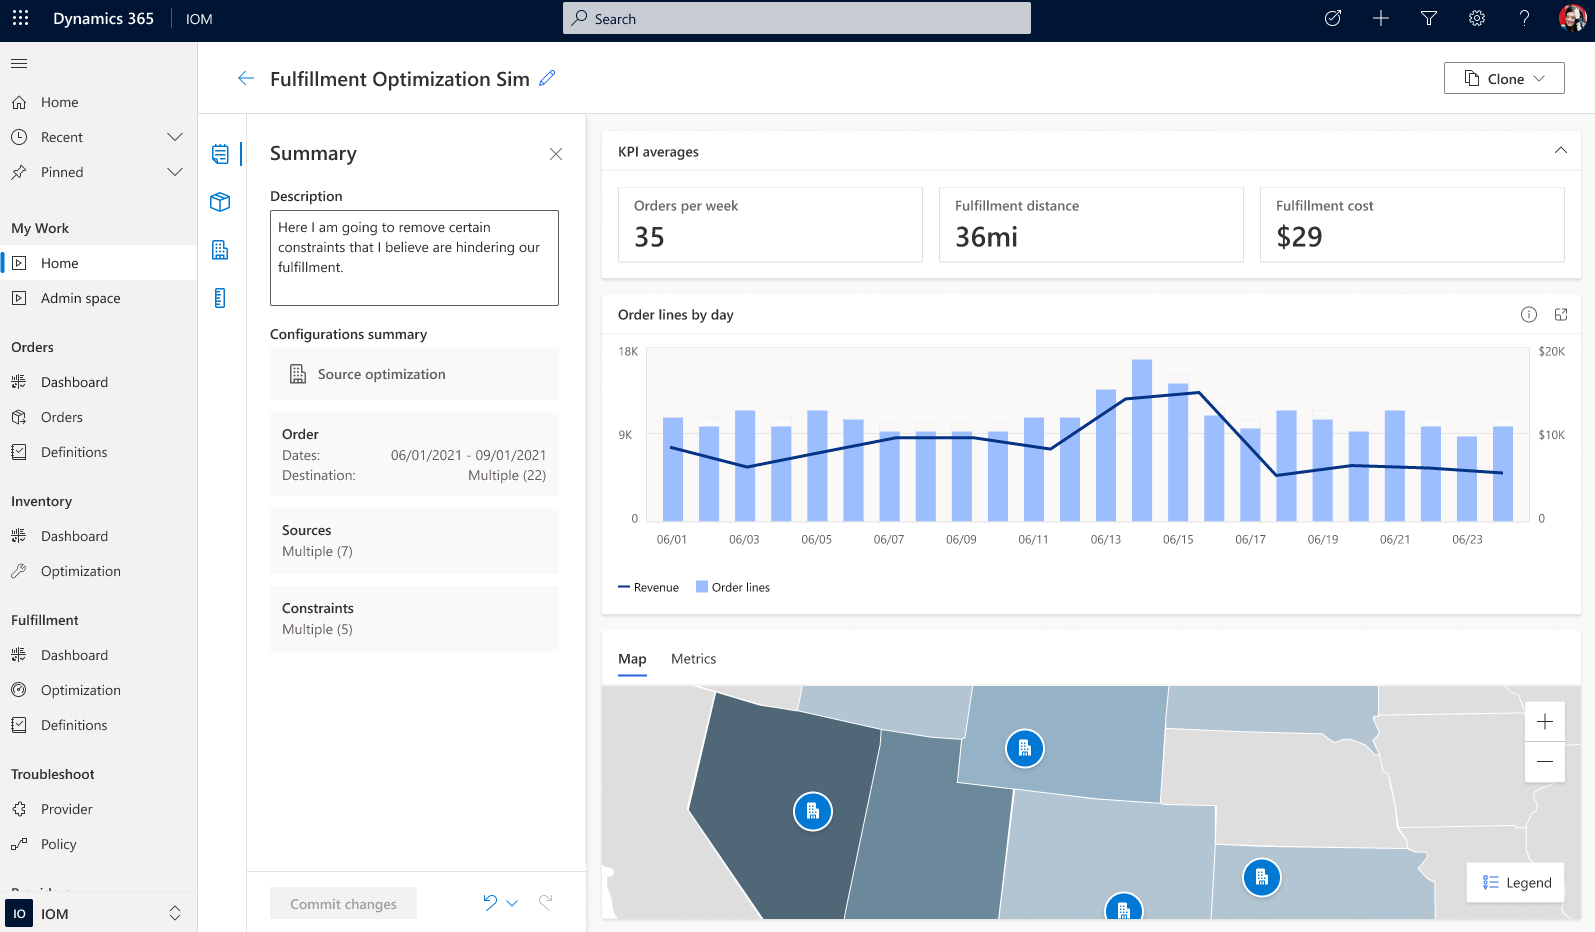 Dynamics 365
IOM
Search
Home
Recent
Pinned
My Work
Home
Admin space
Orders
Dashboard
Orders
Definitions
Inventory
Dashboard
Optimization
Fulfillment
Dashboard
Optimization
Definitions
Troubleshoot
Provider
Policy
IO
IOM
Fulfillment Optimization Sim
Clone
Summary
Description
Here I am going to remove certain
constraints that I believe are hindering our
fulfillment.
Configurations summary
Source optimization
Order
Dates: 06/01/2021 - 09/01/2021
Destination: Multiple (22)
Sources
Multiple (7)
Constraints
Multiple (5)
Commit changes
KPI averages
Orders per week
35
Fulfillment distance
36mi
Fulfillment cost
$29
Order lines by day
18K
9K
0
$20K
$10K
0
06/01 06/03 06/05 06/07 06/09 06/11 06/13 06/15 06/17 06/19 06/21 06/23
Revenue Order lines
Map Metrics
Legend